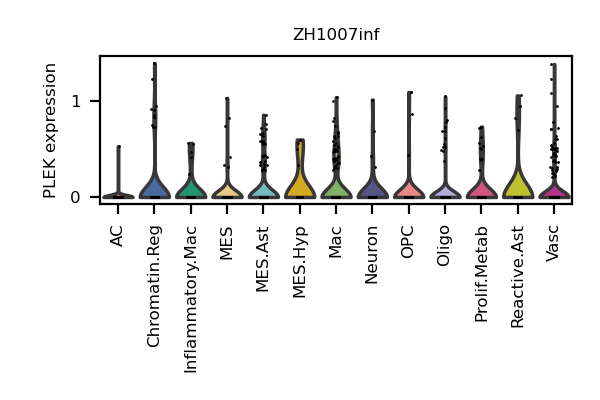 ZH1007inf
PLEK expression
1
0
AC
Chromatin.Reg
Inflammatory.Mac
MES
MES.Ast
MES.Hyp
Mac
Neuron
OPC
Oligo
Prolif.Metab
Reactive.Ast
Vasc